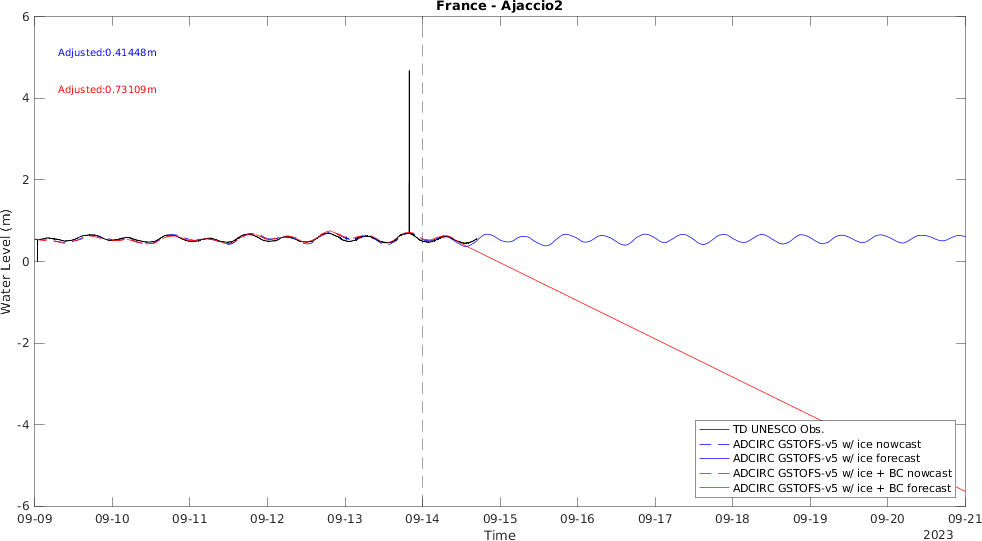 France - Ajaccio2
Adjusted:0.41448m
Adjusted:0.73109m
6
4
2
0
-2
-4
-6
Water Level (m)
TD UNESCO Obs.
ADCIRC GSTOFS-v5 w/ ice nowcast
ADCIRC GSTOFS-v5 w/ ice forecast
ADCIRC GSTOFS-v5 w/ ice + BC nowcast
ADCIRC GSTOFS-v5 w/ ice + BC forecast
09-09 09-10 09-11 09-12 09-13 09-14 09-15 09-16 09-17 09-18 09-19 09-20 09-21
Time
2023